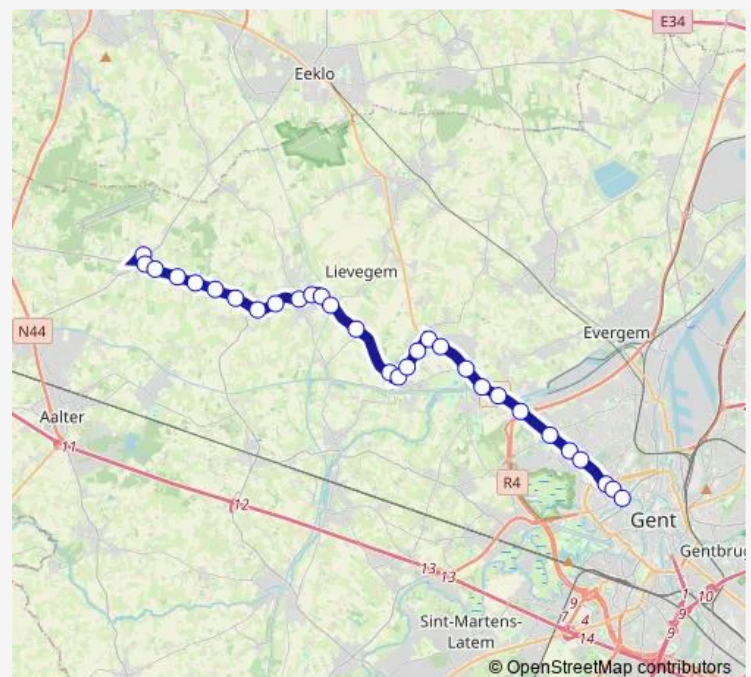 E34
Eeklo
Lievegem
N44
Evergem
Aalter
11
R4
12
Gent
Gentbrug
13
13
1
10
9
9
9
7
4
14
Sint-Martens-
Latem
© OpenStreetMap contributors